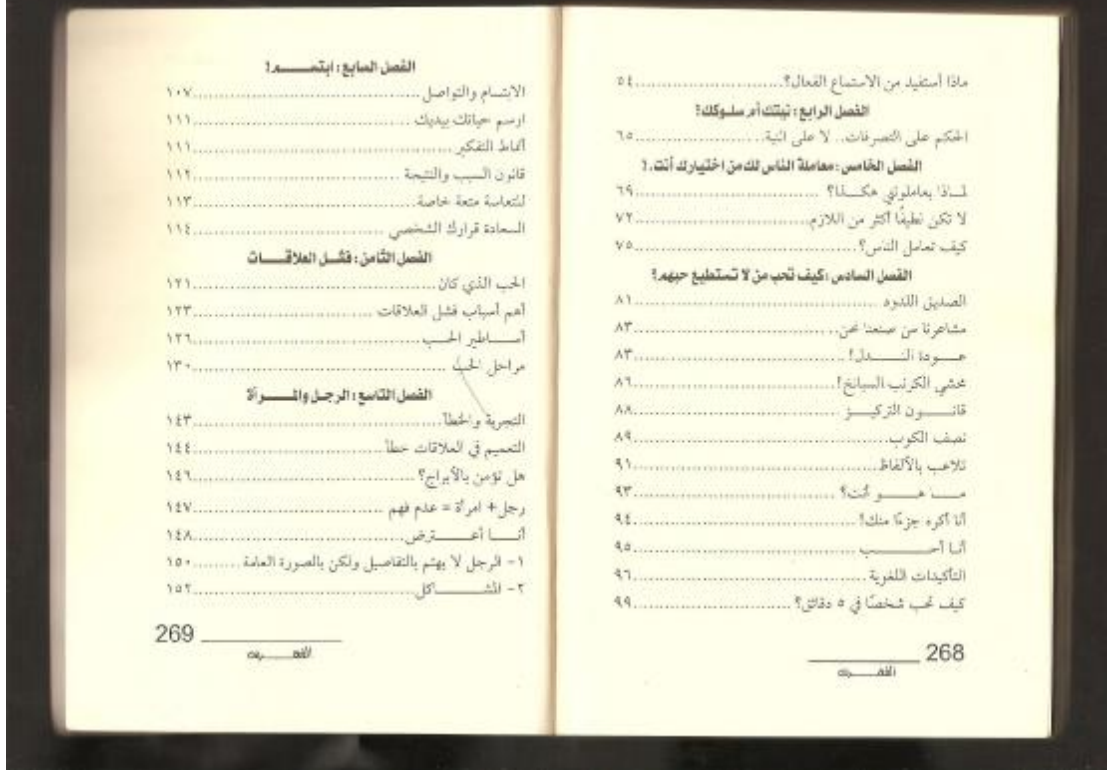 ماذا أستفيد من الاستماع الفعال؟..........٥٤
الفصل الرابع : نيتك أم سلوكك؟
الحكم على التصرفات.. لا على النية..........٦٥
الفصل الخامس : معاملة الناس لك من اختيارك أنت. !
لماذا يعاملوني هكذا؟..........٦٩
لا تكن لطيفًا أكثر من اللازم..........٧٢
كيف تعامل الناس؟..........٧٥
الفصل السادس : كيف تحب من لا تستطيع حبهم؟
الصديق اللدود..........٨١
مشاعرنا من صنعنا نحن..........٨٣
عودة النــدل!..........٨٣
محشي الكرنب السبانخ!..........٨٦
قانون التركيز..........٨٨
نصف الكوب..........٨٩
تلاعب بالألفاظ..........٩١
ما هو أنت؟..........٩٣
أنا أكره جزءًا منك!..........٩٤
أنا أحب..........٩٥
التأكيدات اللغوية..........٩٦
كيف تحب شخصًا في ٥ دقائق؟..........٩٩
268
الفهرس
الفصل السابع : ابتسم!
الابتسام والتواصل..........١٠٧
ارسم حياتك بيديك..........١١١
أنماط التفكير..........١١١
قانون السبب والنتيجة..........١١٢
للتعاسة متعة خاصة..........١١٣
السعادة قرارك الشخصي..........١١٤
الفصل الثامن : فشل العلاقات
الحب الذي كان..........١٢١
أهم أسباب فشل العلاقات..........١٢٣
أساطير الحب..........١٢٦
مراحل الحب..........١٣٠
الفصل التاسع : الرجل والمرأة
التجربة والخطأ..........١٤٣
التعميم في العلاقات خطأ..........١٤٤
هل تؤمن بالأبراج؟..........١٤٦
رجل + امرأة = عدم فهم..........١٤٧
أنا أعترض..........١٤٨
١- الرجل لا يهتم بالتفاصيل ولكن بالصورة العامة..........١٥٠
٢- المشاكل..........١٥٢
269
الفهرس